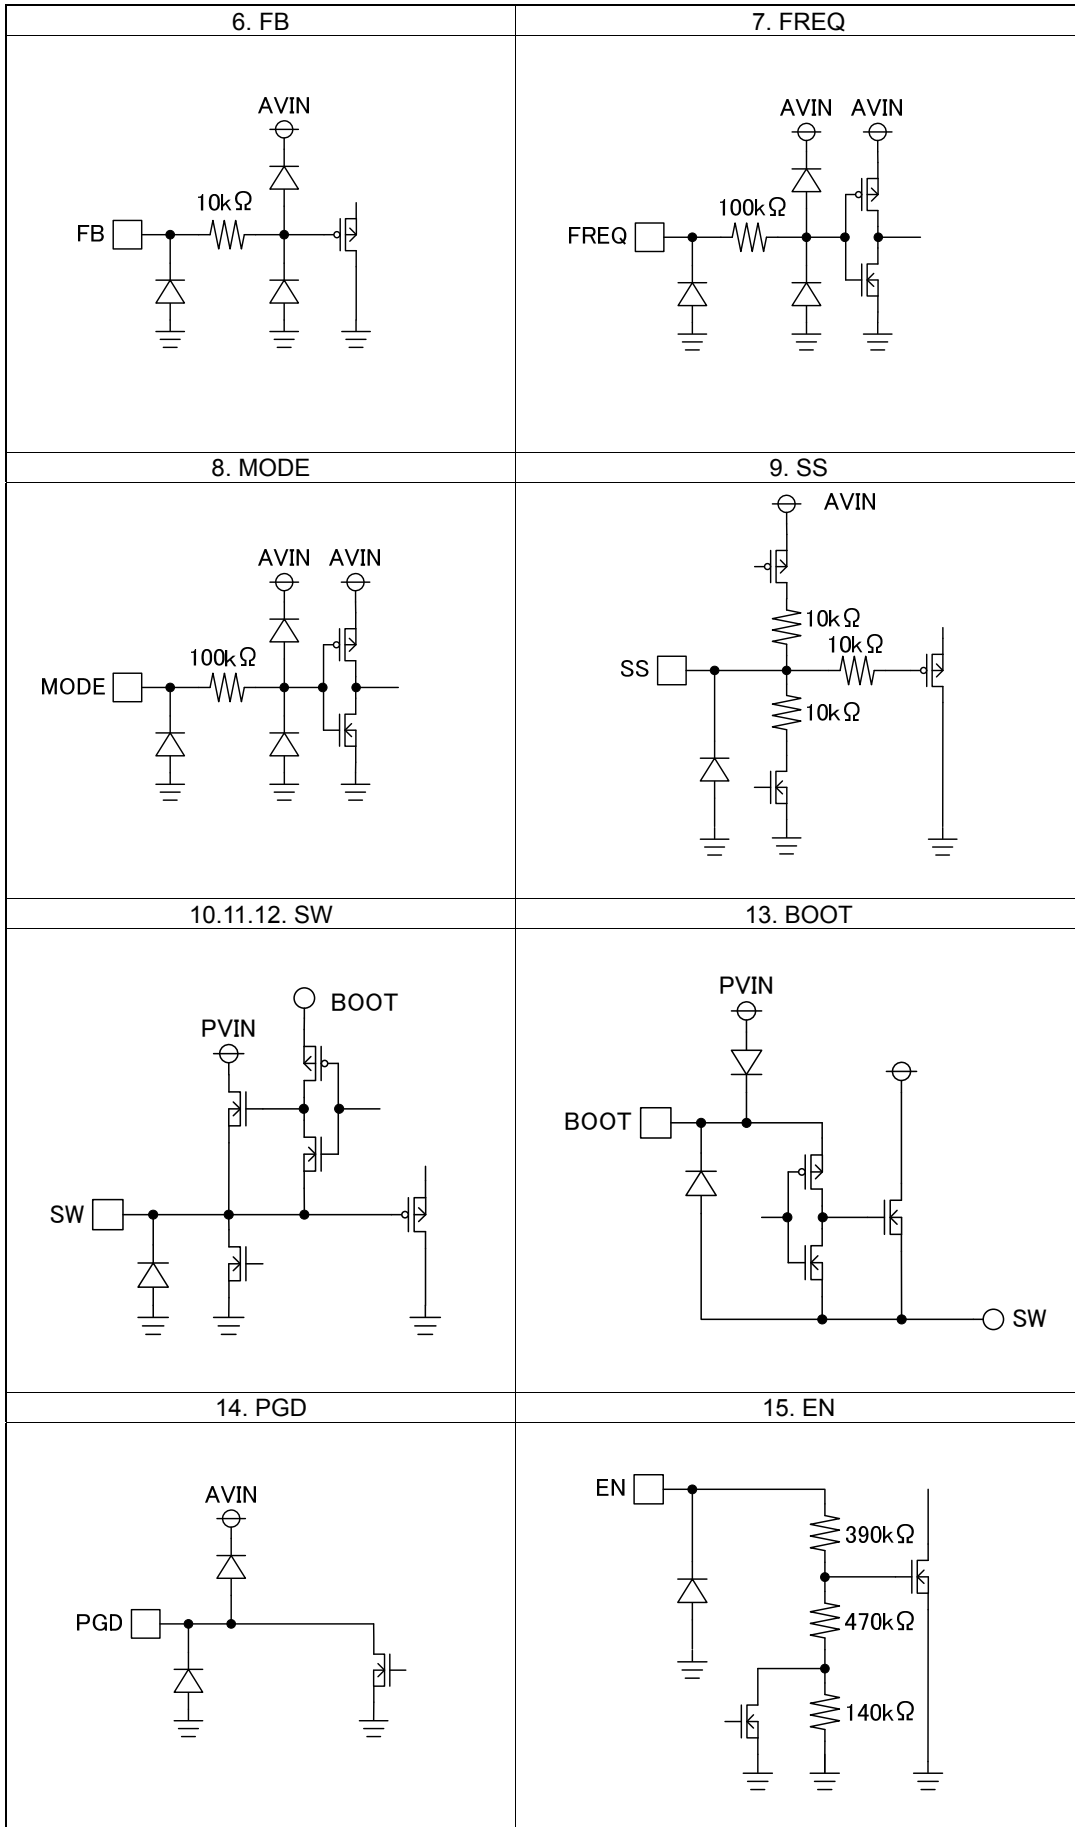 6. FB
7. FREQ
AVIN
10kΩ
FB
AVIN AVIN
100kΩ
FREQ
8. MODE
9. SS
AVIN AVIN
100kΩ
MODE
AVIN
10kΩ
10kΩ
SS
10kΩ
10.11.12. SW
13. BOOT
BOOT
PVIN
SW
PVIN
BOOT
SW
14. PGD
15. EN
AVIN
PGD
EN
390kΩ
470kΩ
140kΩ